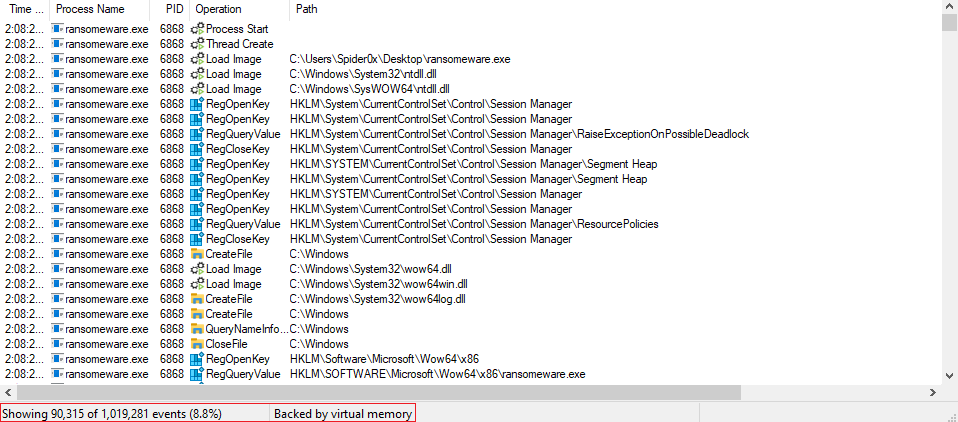 Time ... Process Name PID Operation Path
2:08:2... ransomeware.exe 6868 Process Start
2:08:2... ransomeware.exe 6868 Thread Create
2:08:2... ransomeware.exe 6868 Load Image C:\Users\Spider0x\Desktop\ransomeware.exe
2:08:2... ransomeware.exe 6868 Load Image C:\Windows\System32\ntdll.dll
2:08:2... ransomeware.exe 6868 Load Image C:\Windows\SysWOW64\ntdll.dll
2:08:2... ransomeware.exe 6868 RegOpenKey HKLM\System\CurrentControlSet\Control\Session Manager
2:08:2... ransomeware.exe 6868 RegOpenKey HKLM\System\CurrentControlSet\Control\Session Manager
2:08:2... ransomeware.exe 6868 RegQueryValue HKLM\System\CurrentControlSet\Control\Session Manager\RaiseExceptionOnPossibleDeadlock
2:08:2... ransomeware.exe 6868 RegCloseKey HKLM\System\CurrentControlSet\Control\Session Manager
2:08:2... ransomeware.exe 6868 RegOpenKey HKLM\SYSTEM\CurrentControlSet\Control\Session Manager\Segment Heap
2:08:2... ransomeware.exe 6868 RegOpenKey HKLM\System\CurrentControlSet\Control\Session Manager\Segment Heap
2:08:2... ransomeware.exe 6868 RegOpenKey HKLM\SYSTEM\CurrentControlSet\Control\Session Manager
2:08:2... ransomeware.exe 6868 RegOpenKey HKLM\System\CurrentControlSet\Control\Session Manager
2:08:2... ransomeware.exe 6868 RegQueryValue HKLM\System\CurrentControlSet\Control\Session Manager\ResourcePolicies
2:08:2... ransomeware.exe 6868 RegCloseKey HKLM\System\CurrentControlSet\Control\Session Manager
2:08:2... ransomeware.exe 6868 CreateFile C:\Windows
2:08:2... ransomeware.exe 6868 Load Image C:\Windows\System32\wow64.dll
2:08:2... ransomeware.exe 6868 Load Image C:\Windows\System32\wow64win.dll
2:08:2... ransomeware.exe 6868 CreateFile C:\Windows\System32\wow64log.dll
2:08:2... ransomeware.exe 6868 CreateFile C:\Windows
2:08:2... ransomeware.exe 6868 QueryNameInfo... C:\Windows
2:08:2... ransomeware.exe 6868 CloseFile C:\Windows
2:08:2... ransomeware.exe 6868 RegOpenKey HKLM\Software\Microsoft\Wow64\x86
2:08:2... ransomeware.exe 6868 RegQueryValue HKLM\SOFTWARE\Microsoft\Wow64\x86\ransomeware.exe
Showing 90,315 of 1,019,281 events (8.8%) Backed by virtual memory